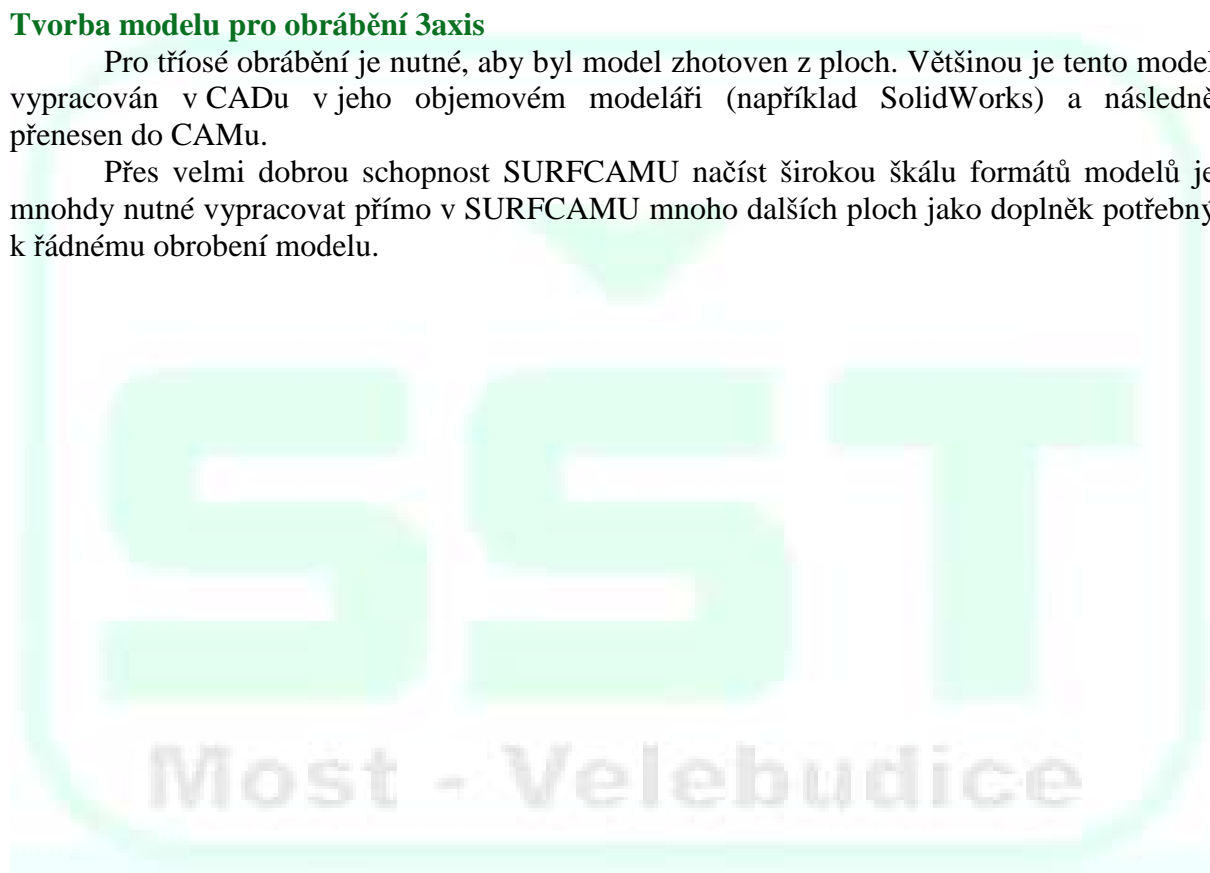 Tvorba modelu pro obrábění 3axis
Pro tříosé obrábění je nutné, aby byl model zhotoven z ploch. Většinou je tento model
vypracován v CADu v jeho objemovém modeláři (například SolidWorks) a následně
přenesen do CAMu.
Přes velmi dobrou schopnost SURFCAMU načíst širokou škálu formátů modelů je
mnohdy nutné vypracovat přímo v SURFCAMU mnoho dalších ploch jako doplněk potřebný
k řádnému obrobení modelu.
SST
Most - Velebudice